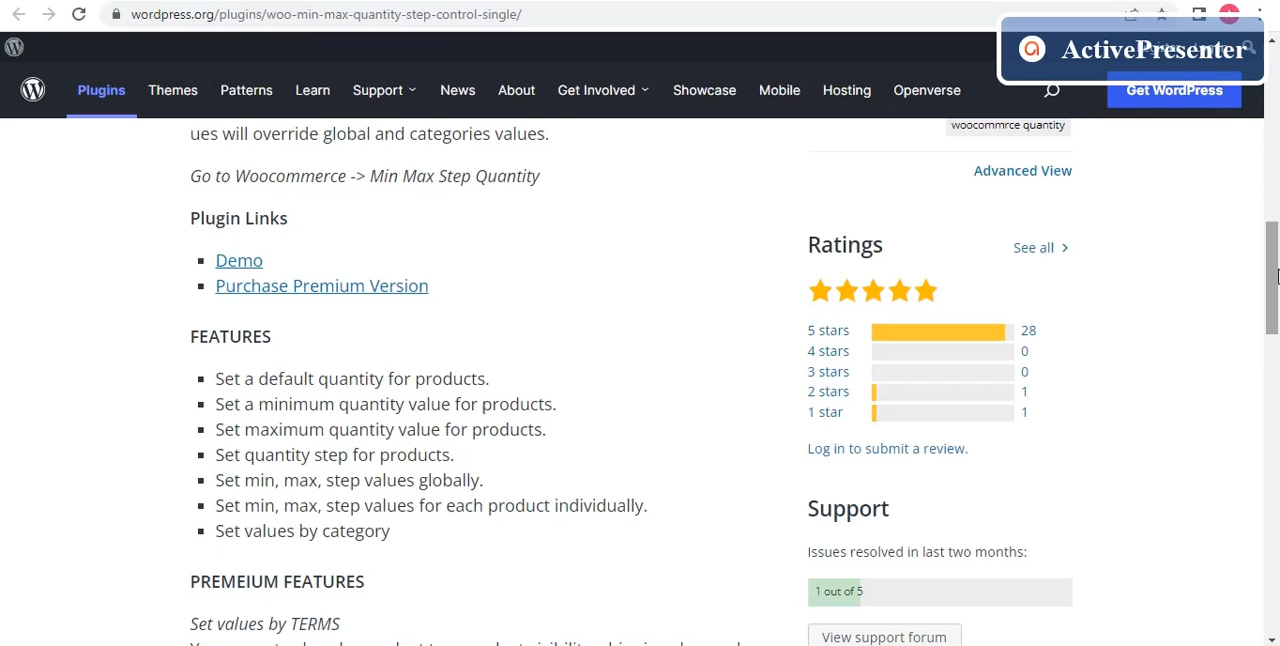 wordpress.org/plugins/woo-min-max-quantity-step-control-single/
ActivePresenter
Plugins Themes Patterns Learn Support News About Get Involved Showcase Mobile Hosting Openverse Get WordPress
ues will override global and categories values.
Go to Woocommerce -> Min Max Step Quantity
Plugin Links
Demo
Purchase Premium Version
FEATURES
Set a default quantity for products.
Set a minimum quantity value for products.
Set maximum quantity value for products.
Set quantity step for products.
Set min, max, step values globally.
Set min, max, step values for each product individually.
Set values by category
PREMEIUM FEATURES
Set values by TERMS
woocommrce quantity
Advanced View
Ratings See all
5 stars 28
4 stars 0
3 stars 0
2 stars 1
1 star 1
Log in to submit a review.
Support
Issues resolved in last two months:
1 out of 5
View support forum